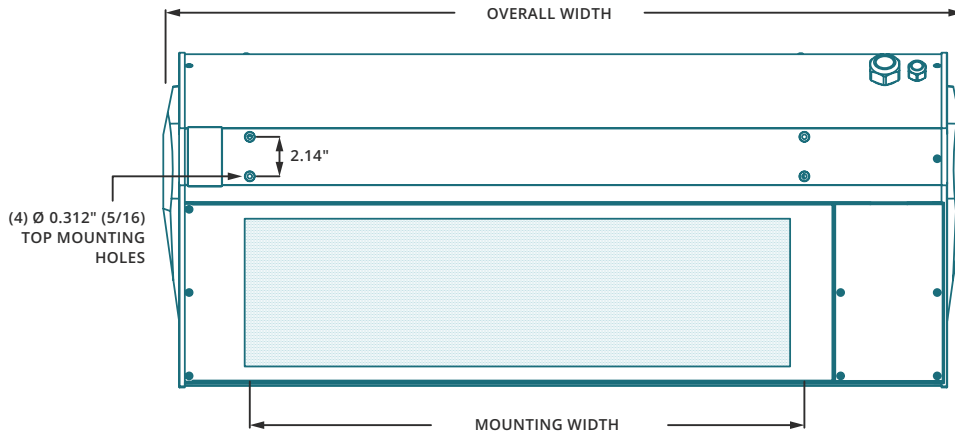 OVERALL WIDTH
2.14"
(4) Ø 0.312" (5/16)
TOP MOUNTING
HOLES
MOUNTING WIDTH